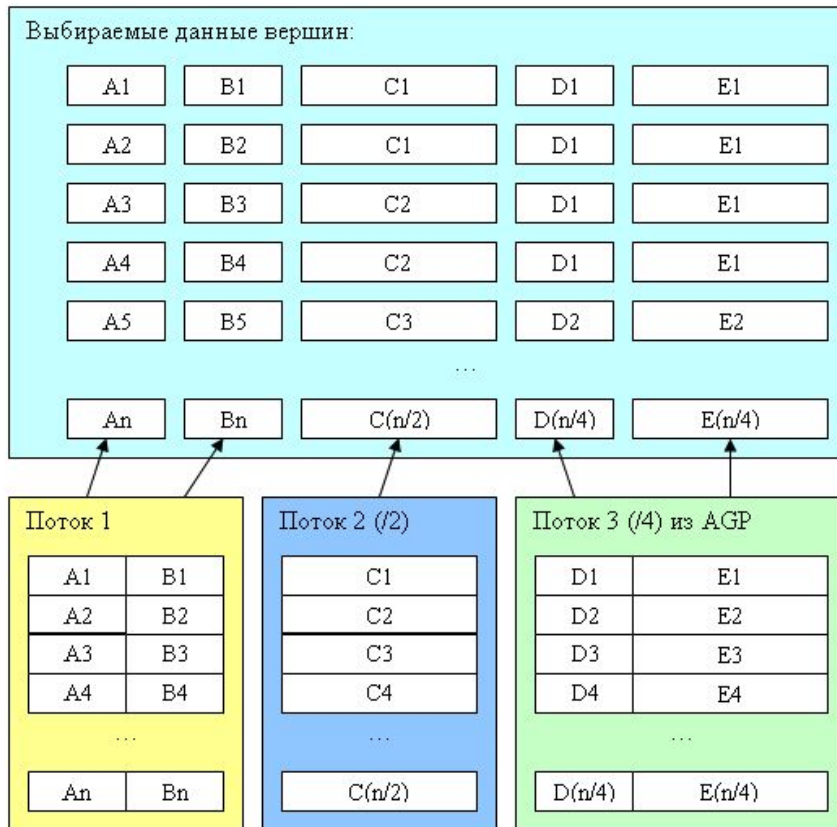 Выбираемые данные вершин:
A1 B1 C1 D1 E1
A2 B2 C1 D1 E1
A3 B3 C2 D1 E1
A4 B4 C2 D1 E1
A5 B5 C3 D2 E2
...
An Bn C(n/2) D(n/4) E(n/4)
Поток 1
A1 B1
A2 B2
A3 B3
A4 B4
...
An Bn
Поток 2 (/2)
C1
C2
C3
C4
...
C(n/2)
Поток 3 (/4) из AGP
D1 E1
D2 E2
D3 E3
D4 E4
...
D(n/4) E(n/4)